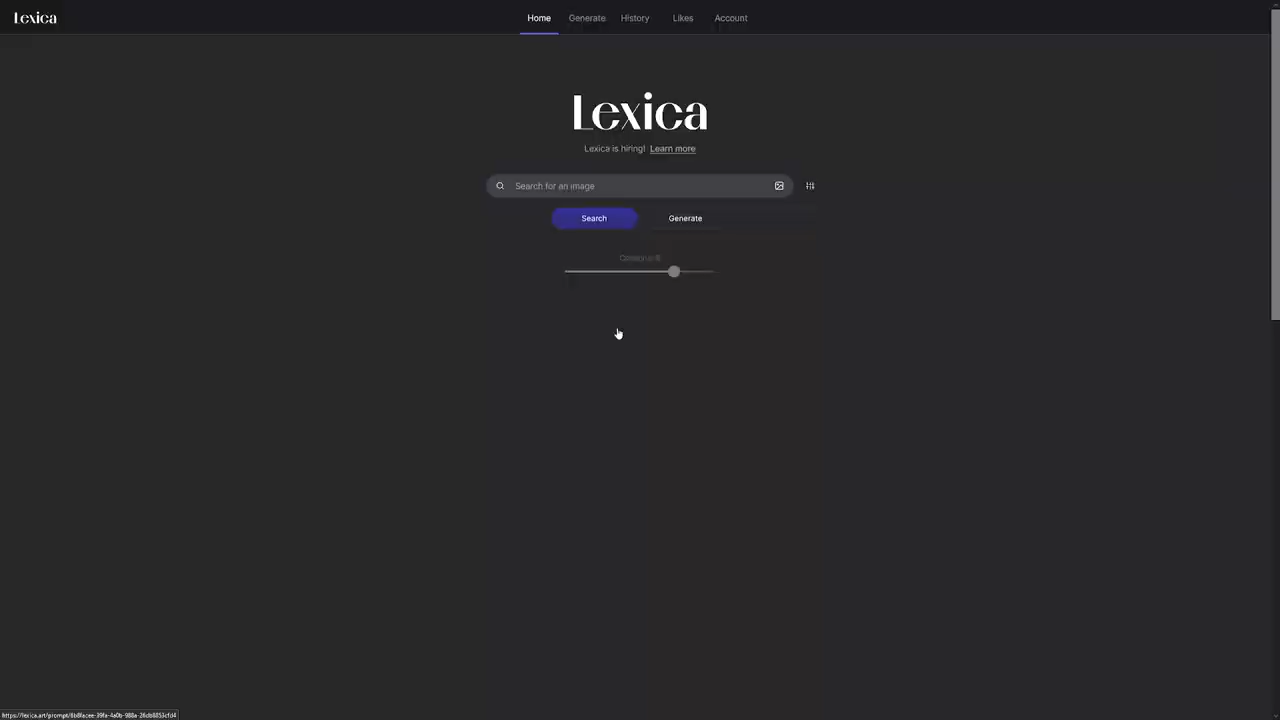 Lexica
Home Generate History Likes Account
Lexica
Lexica is hiring! Learn more
Search for an image
Search Generate